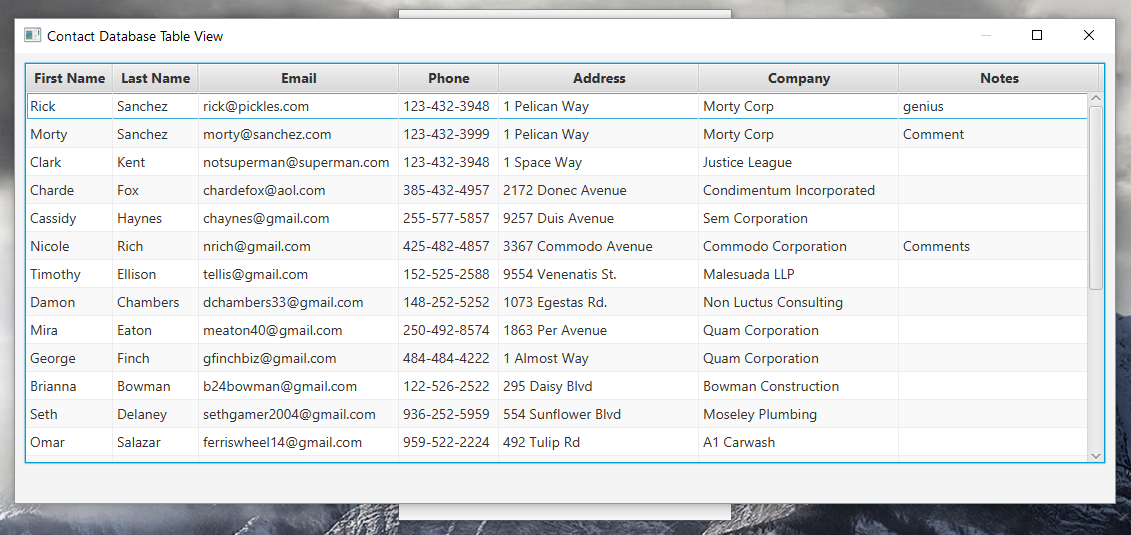 Contact Database Table View
First Name Last Name Email Phone Address Company Notes
Rick Sanchez rick@pickles.com 123-432-3948 1 Pelican Way Morty Corp genius
Morty Sanchez morty@sanchez.com 123-432-3999 1 Pelican Way Morty Corp Comment
Clark Kent notsuperman@superman.com 123-432-3948 1 Space Way Justice League
Charde Fox chardefox@aol.com 385-432-4957 2172 Donec Avenue Condimentum Incorporated
Cassidy Haynes chaynes@gmail.com 255-577-5857 9257 Duis Avenue Sem Corporation
Nicole Rich nrich@gmail.com 425-482-4857 3367 Commodo Avenue Commodo Corporation Comments
Timothy Ellison tellis@gmail.com 152-525-2588 9554 Venenatis St. Malesuada LLP
Damon Chambers dchambers33@gmail.com 148-252-5252 1073 Egestas Rd. Non Luctus Consulting
Mira Eaton meaton40@gmail.com 250-492-8574 1863 Per Avenue Quam Corporation
George Finch gfinchbiz@gmail.com 484-484-4222 1 Almost Way Quam Corporation
Brianna Bowman b24bowman@gmail.com 122-526-2522 295 Daisy Blvd Bowman Construction
Seth Delaney sethgamer2004@gmail.com 936-252-5959 554 Sunflower Blvd Moseley Plumbing
Omar Salazar ferriswheel14@gmail.com 959-522-2224 492 Tulip Rd A1 Carwash